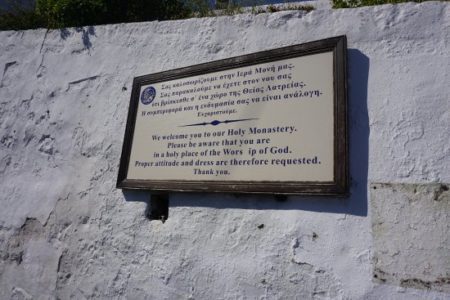 Σας καλωσορίζουμε στην Ιερά Μονή μας.
Σας παρακαλούμε να έχετε στον νου σας
ότι βρίσκεσθε σ' ένα χώρο της Θείας Λατρείας.
Η συμπεριφορά και η ενδυμασία σας να είναι ανάλογη.
Ευχαριστούμε.
We welcome you to our Holy Monastery.
Please be aware that you are
in a holy place of the Wors ip of God.
Proper attitude and dress are therefore requested.
Thank you.